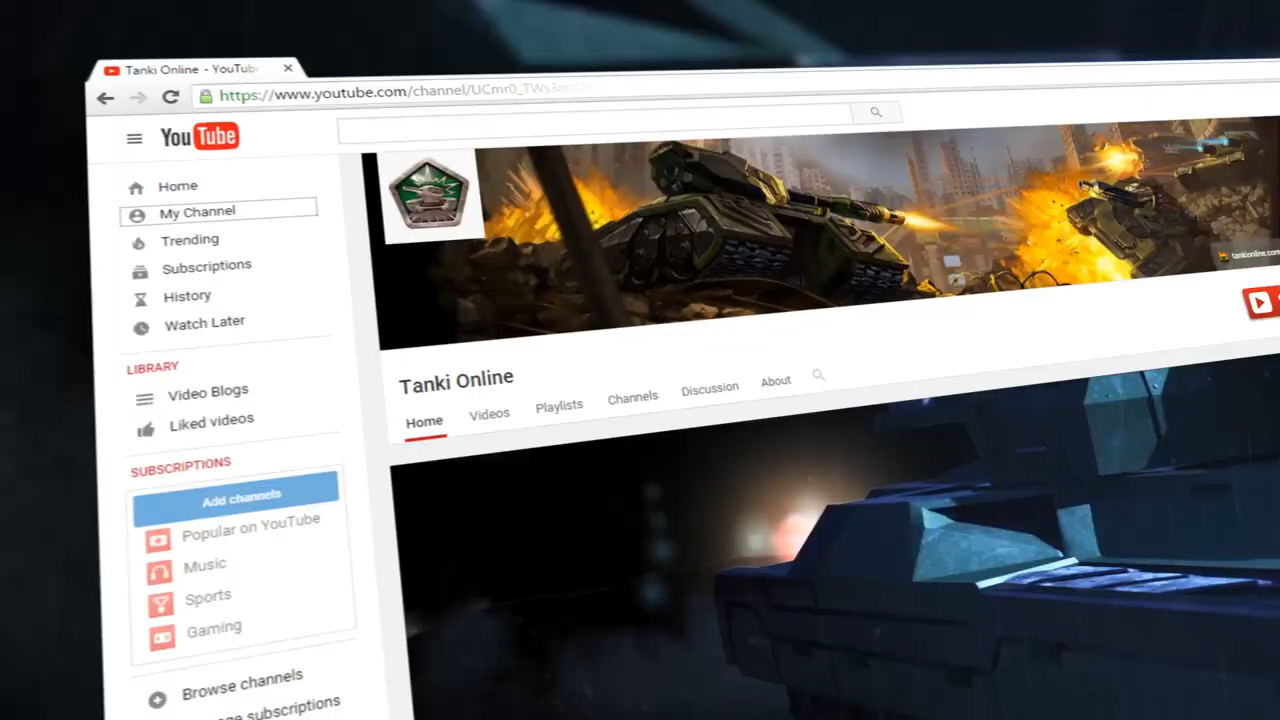 Tanki Online - YouTub
https://www.youtube.com/channel/UCmr0_TWs3m
YouTube
Home
My Channel
Trending
Subscriptions
History
Watch Later
LIBRARY
Video Blogs
Liked videos
SUBSCRIPTIONS
Add channels
Popular on YouTube
Music
Sports
Gaming
Browse channels
subscriptions
tankionline.com
Tanki Online
Home Videos Playlists Channels Discussion About